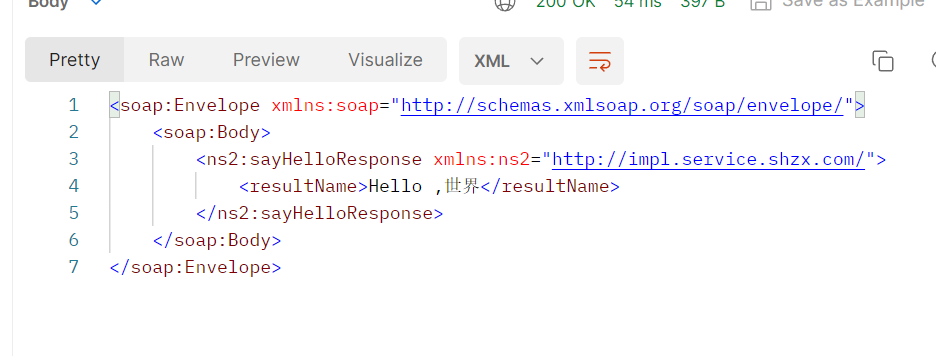 Body 200 OK 54 ms 397 B Save as Example
Pretty Raw Preview Visualize XML
1 <soap:Envelope xmlns:soap="http://schemas.xmlsoap.org/soap/envelope/">
2 <soap:Body>
3 <ns2:sayHelloResponse xmlns:ns2="http://impl.service.shzx.com/">
4 <resultName>Hello ,世界</resultName>
5 </ns2:sayHelloResponse>
6 </soap:Body>
7 </soap:Envelope>